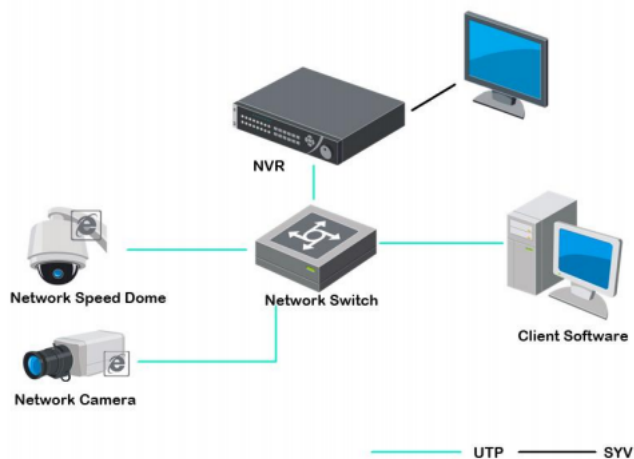 NVR
Network Speed Dome
Network Switch
Client Software
Network Camera
UTP
SYV